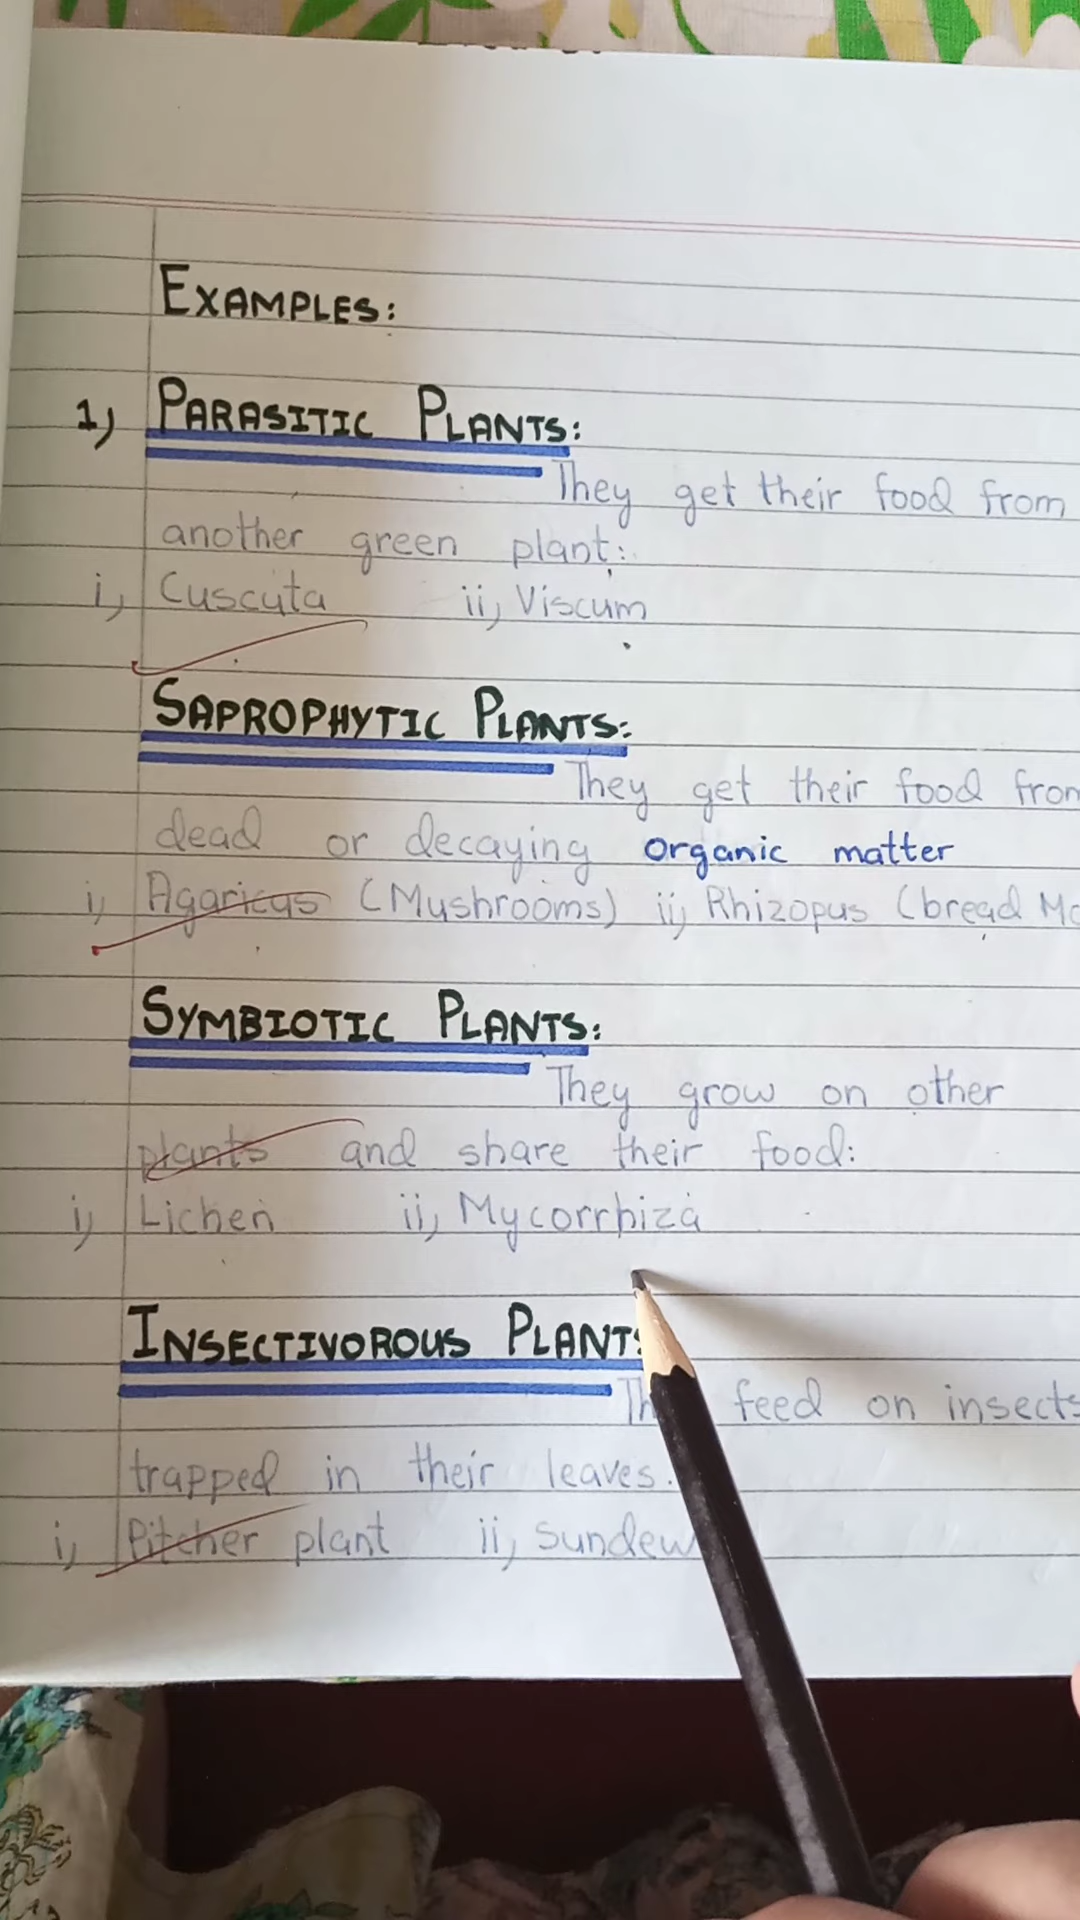 EXAMPLES:
1) PARASITIC PLANTS:
They get their food from
another green plant:
i) Cuscuta ii) Viscum
SAPROPHYTIC PLANTS:
They get their food from
dead or decaying organic matter
i) Agaricus (Mushrooms) ii) Rhizopus (bread
SYMBIOTIC PLANTS:
They grow on other
plants and share their food:
i) Lichen ii) Mycorrhiza
INSECTIVOROUS PLANTS
feed on insects
trapped in their leaves.
i) Pitcher plant ii) Sundew